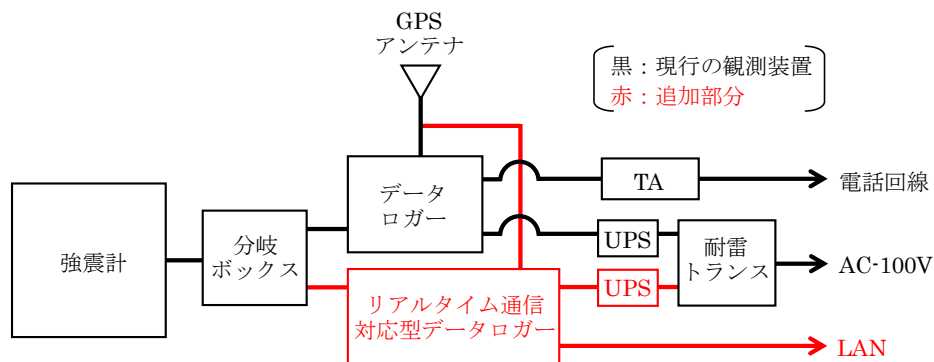 GPS
アンテナ
黒：現行の観測装置
赤：追加部分
データ
ロガー
TA
電話回線
強震計
分岐
ボックス
UPS
耐雷
トランス
AC-100V
UPS
リアルタイム通信
対応型データロガー
LAN